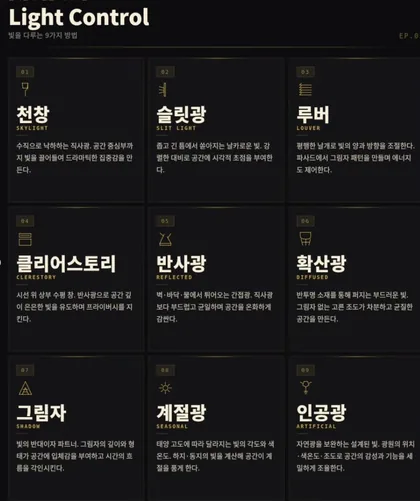 Light Control
빛을 다루는 9가지 방법
EP.0
01
천창
SKYLIGHT
수직으로 낙하하는 직사광. 공간 중심부까
지 빛을 끌어들여 드라마틱한 집중감을 만
든다.
02
슬릿광
SLIT LIGHT
좁고 긴 틈에서 쏟아지는 날카로운 빛. 강
렬한 대비로 공간에 시각적 초점을 부여한
다.
03
루버
LOUVER
평행한 날개로 빛의 양과 방향을 조절한다.
파사드에서 그림자 패턴을 만들며 에너지
도 제어한다.
04
클리어스토리
CLERESTORY
시선 위 상부 수평 창. 반사광으로 공간 깊
이 은은한 빛을 유도하며 프라이버시를 지
킨다.
05
반사광
REFLECTED
벽·바닥·물에서 튀어오는 간접광. 직사광
보다 부드럽고 균일하며 공간을 온화하게
감싼다.
06
확산광
DIFFUSED
반투명 소재를 통해 퍼지는 부드러운 빛.
그림자 없는 고른 조도가 차분하고 균질한
공간을 만든다.
07
그림자
SHADOW
빛의 반대이자 파트너. 그림자의 길이와 형
태가 공간에 입체감을 부여하고 시간의 흐
름을 각인시킨다.
08
계절광
SEASONAL
태양 고도에 따라 달라지는 빛의 각도와 색
온도. 하지·동지의 빛을 계산해 공간이 계
절을 품게 한다.
09
인공광
ARTIFICIAL
자연광을 보완하는 설계된 빛. 광원의 위치
·색온도·조도로 공간의 감성과 기능을 세
밀하게 조율한다.